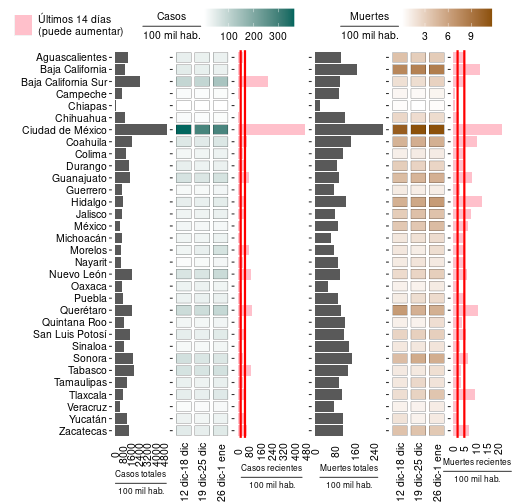 Últimos 14 días
(puede aumentar)
Casos
100 mil hab.
100 200 300
Muertes
100 mil hab.
3 6 9
Aguascalientes
Baja California
Baja California Sur
Campeche
Chiapas
Chihuahua
Ciudad de México
Coahuila
Colima
Durango
Guanajuato
Guerrero
Hidalgo
Jalisco
México
Michoacán
Morelos
Nayarit
Nuevo León
Oaxaca
Puebla
Querétaro
Quintana Roo
San Luis Potosí
Sinaloa
Sonora
Tabasco
Tamaulipas
Tlaxcala
Veracruz
Yucatán
Zacatecas
0 800 1600 2400 3200 4000 4800
Casos totales
100 mil hab.
12 dic-18 dic
19 dic-25 dic
26 dic-1 ene
0 80 160 240 320 400 480
Casos recientes
100 mil hab.
0 80 160 240
Muertes totales
100 mil hab.
12 dic-18 dic
19 dic-25 dic
26 dic-1 ene
0 5 10 15 20
Muertes recientes
100 mil hab.